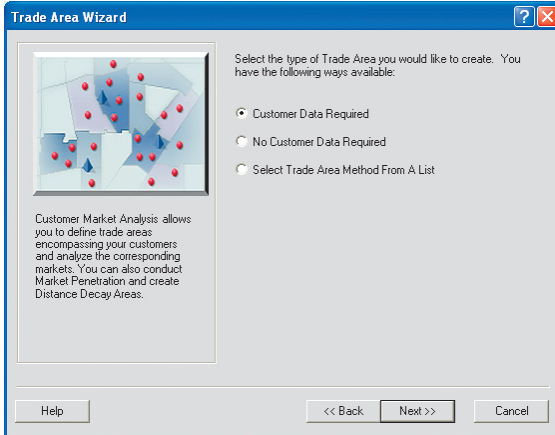 Trade Area Wizard
Select the type of Trade Area you would like to create. You
have the following ways available:
Customer Data Required
No Customer Data Required
Select Trade Area Method From A List
Customer Market Analysis allows
you to define trade areas
encompassing your customers
and analyze the corresponding
markets. You can also conduct
Market Penetration and create
Distance Decay Areas.
Help
<< Back
Next >>
Cancel